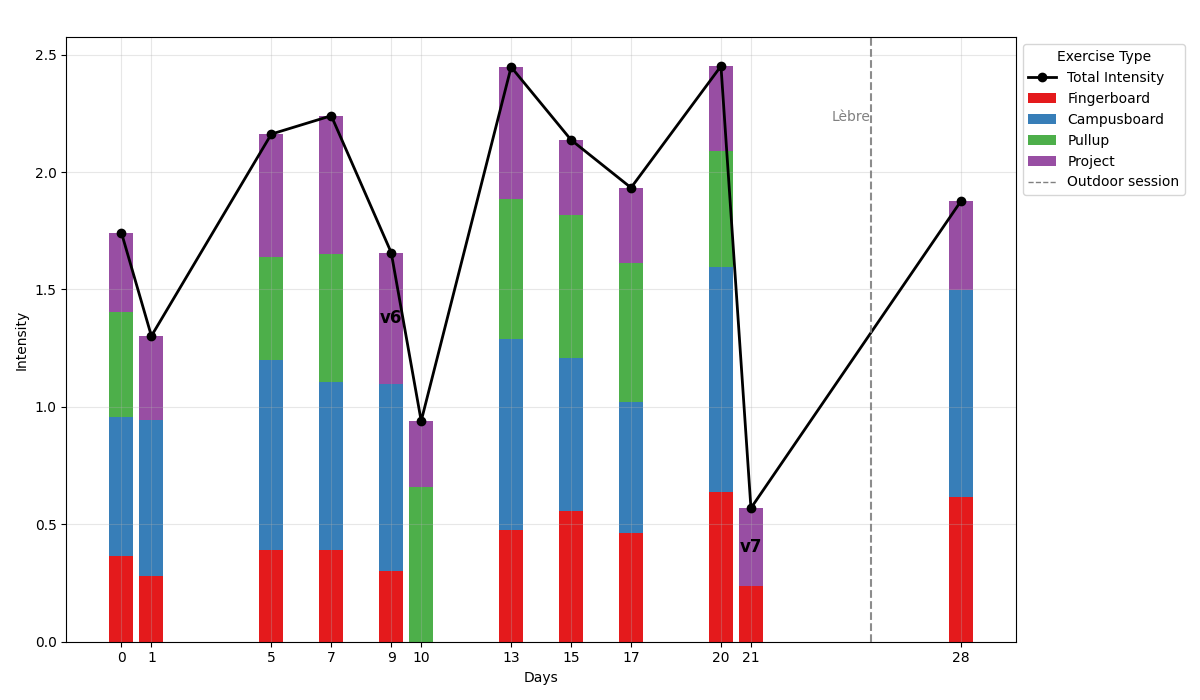 2.5
2.0
1.5
1.0
0.5
0.0
Intensity
0 1 5 7 9 10 13 15 17 20 21 28
Days
v6
v7
Lèbre
Exercise Type
Total Intensity
Fingerboard
Campusboard
Pullup
Project
Outdoor session